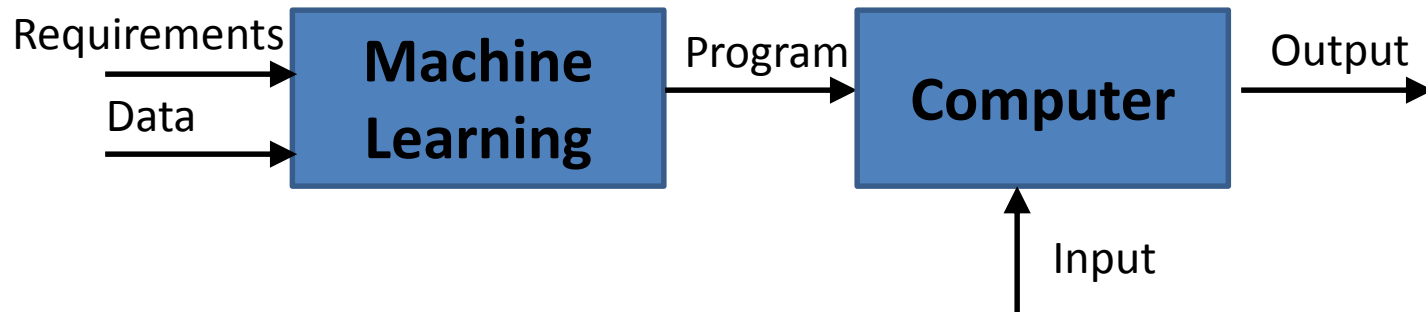 Requirements
Data
Machine
Learning
Program
Computer
Output
Input